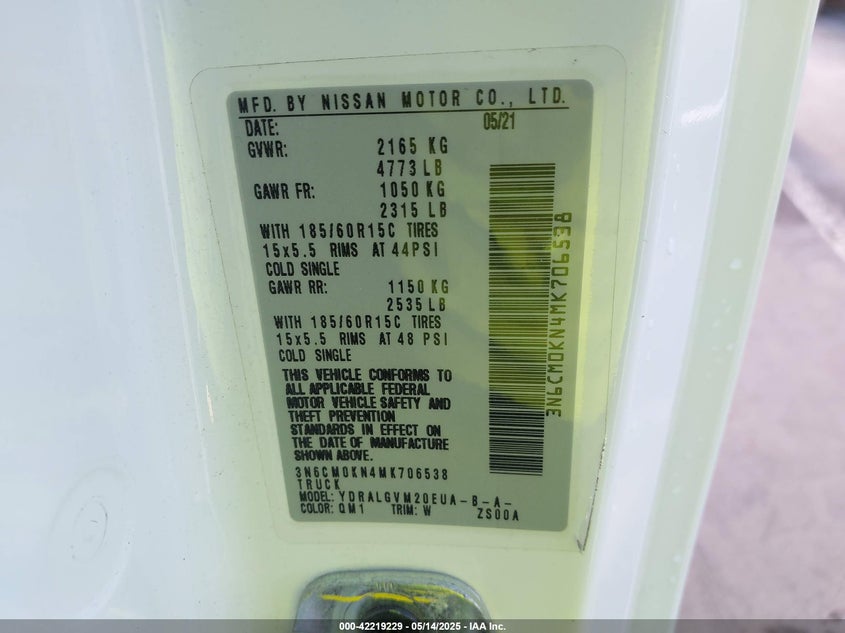 MFD. BY NISSAN MOTOR CO., LTD.
DATE: 05/21
GVWR: 2165 KG
4773 LB
GAWR FR: 1050 KG
2315 LB
WITH 185/60R15C TIRES
15x5.5 RIMS AT 44PSI
COLD SINGLE
GAWR RR: 1150 KG
2535 LB
WITH 185/60R15C TIRES
15x5.5 RIMS AT 48 PSI
COLD SINGLE
THIS VEHICLE CONFORMS TO
ALL APPLICABLE FEDERAL
MOTOR VEHICLE SAFETY AND
THEFT PREVENTION
STANDARDS IN EFFECT ON
THE DATE OF MANUFACTURE
SHOWN ABOVE.
3N6CM0KN4MK706538
TRUCK
MODEL: YDRALGVM20EUA-B-A-
COLOR: QM1 TRIM: W ZS00A
3N6CM0KN4MK706538
000-42219229 - 05/14/2025 - IAA Inc.